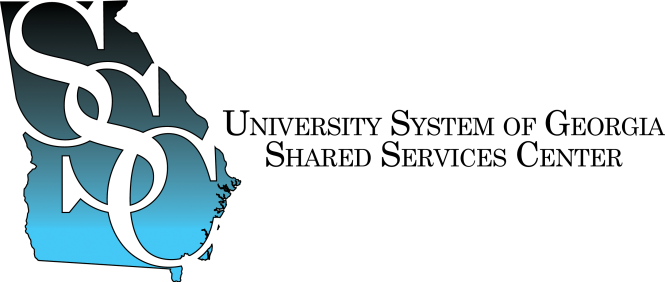 SSC
UNIVERSITY SYSTEM OF GEORGIA
SHARED SERVICES CENTER